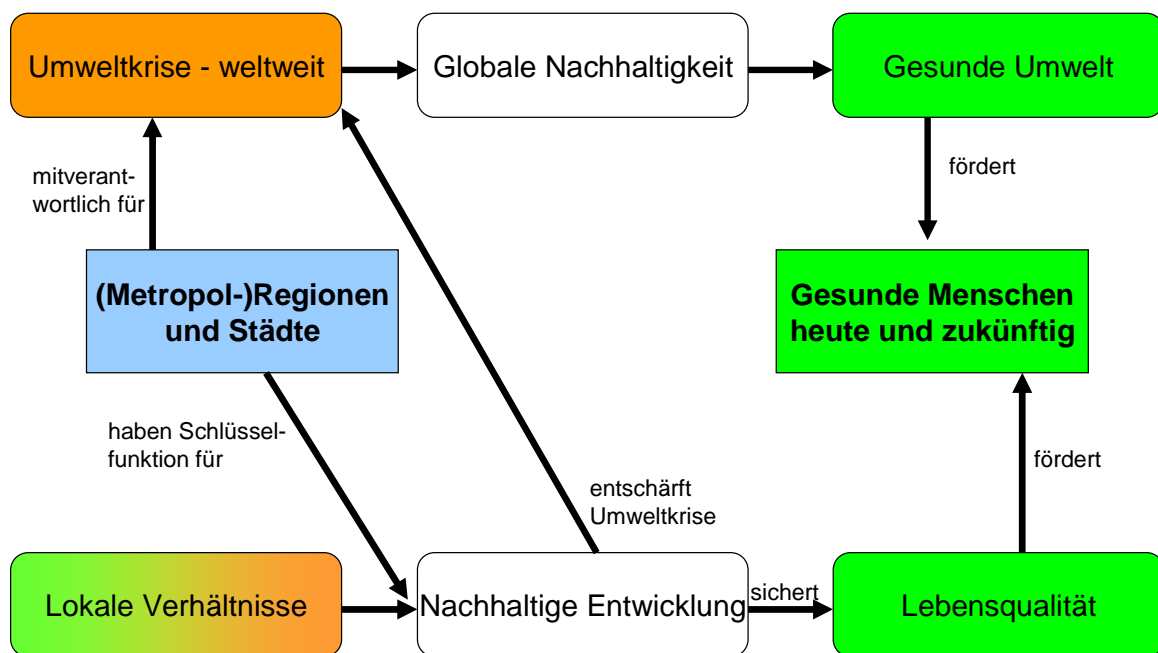 Umweltkrise - weltweit
Globale Nachhaltigkeit
Gesunde Umwelt
mitverant-
wortlich für
fördert
(Metropol-)Regionen
und Städte
Gesunde Menschen
heute und zukünftig
haben Schlüssel-
funktion für
entschärft
Umweltkrise
fördert
Lokale Verhältnisse
Nachhaltige Entwicklung
sichert
Lebensqualität